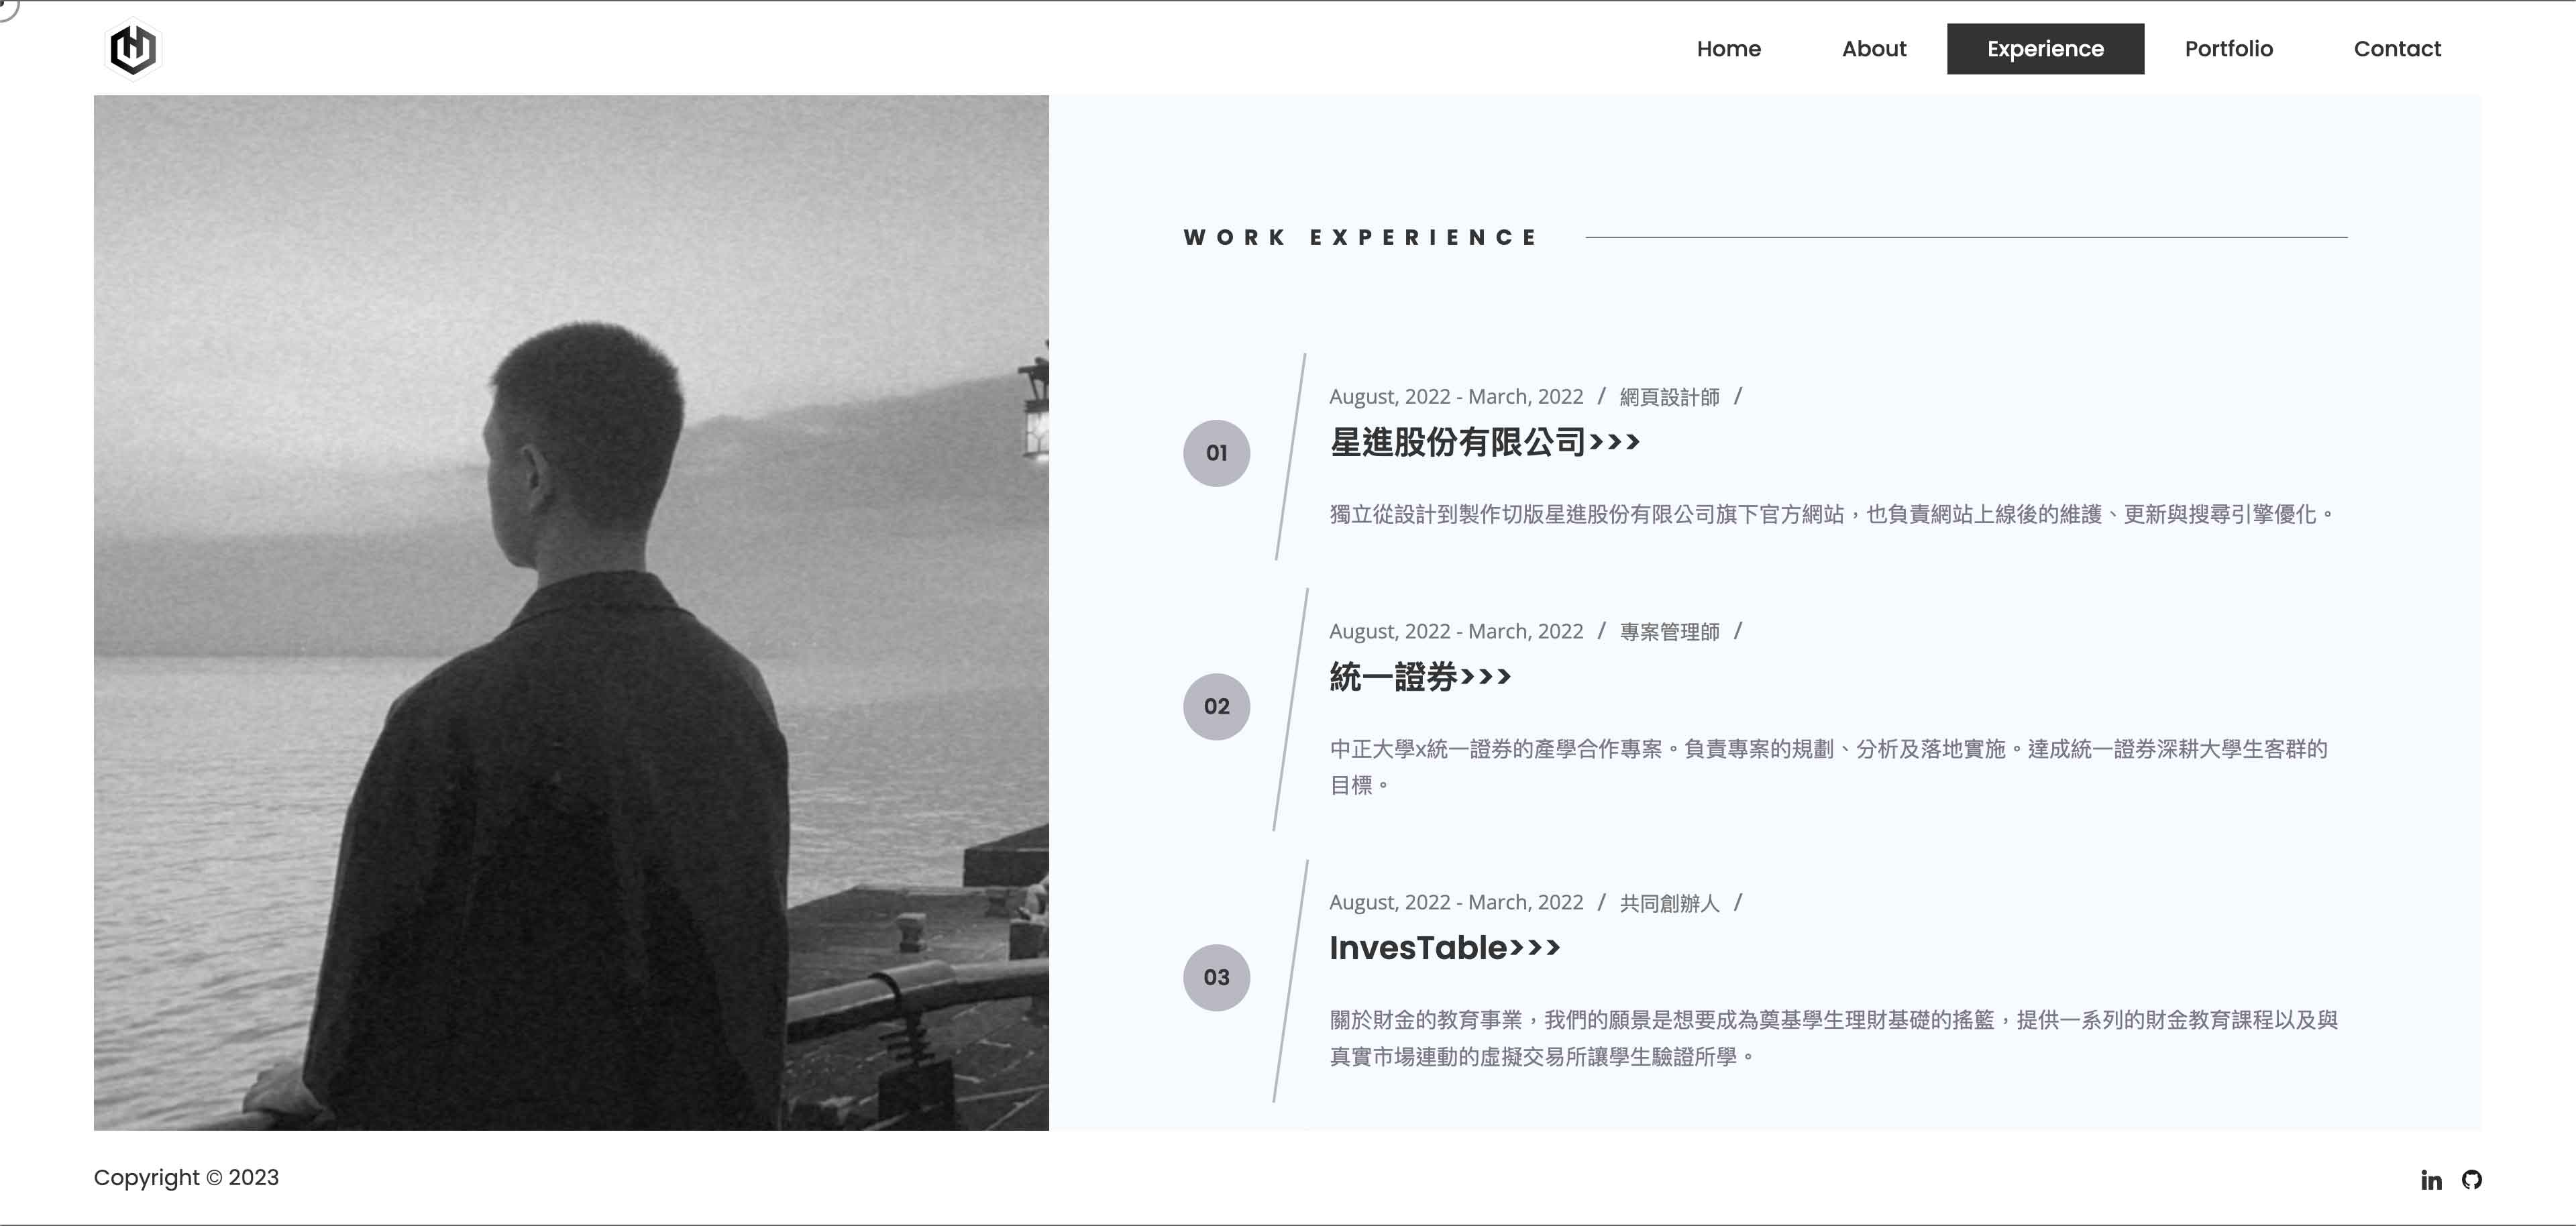 Home About Experience Portfolio Contact
WORK EXPERIENCE
August, 2022 - March, 2022 / 網頁設計師 /
01
星進股份有限公司>>>
獨立從設計到製作切版星進股份有限公司旗下官方網站，也負責網站上線後的維護、更新與搜尋引擎優化。
August, 2022 - March, 2022 / 專案管理師 /
02
統一證券>>>
中正大學x統一證券的產學合作專案。負責專案的規劃、分析及落地實施。達成統一證券深耕大學生客群的
目標。
August, 2022 - March, 2022 / 共同創辦人 /
03
InvesTable>>>
關於財金的教育事業，我們的願景是想要成為奠基學生理財基礎的搖籃，提供一系列的財金教育課程以及與
真實市場連動的虛擬交易所讓學生驗證所學。
Copyright © 2023
in